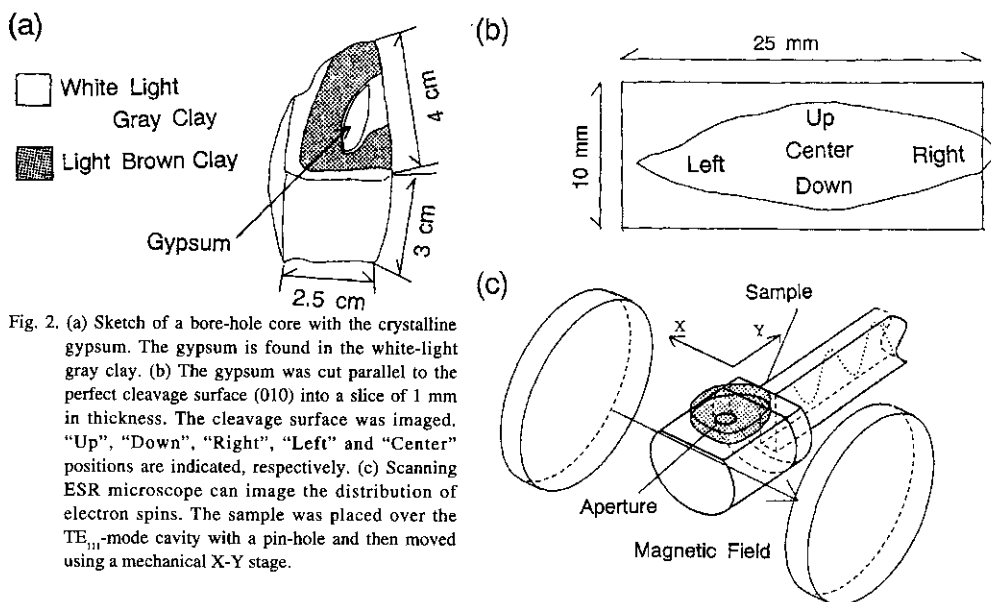 (a)
White Light
Gray Clay
Light Brown Clay
Gypsum
4 cm
3 cm
2.5 cm
(b)
25 mm
10 mm
Up
Left
Center
Right
Down
(c)
Sample
X
Y
Aperture
Magnetic Field
Fig. 2. (a) Sketch of a bore-hole core with the crystalline
gypsum. The gypsum is found in the white-light
gray clay. (b) The gypsum was cut parallel to the
perfect cleavage surface (010) into a slice of 1 mm
in thickness. The cleavage surface was imaged.
“Up”, “Down”, “Right”, “Left” and “Center”
positions are indicated, respectively. (c) Scanning
ESR microscope can image the distribution of
electron spins. The sample was placed over the
TE₁₁₁-mode cavity with a pin-hole and then moved
using a mechanical X-Y stage.